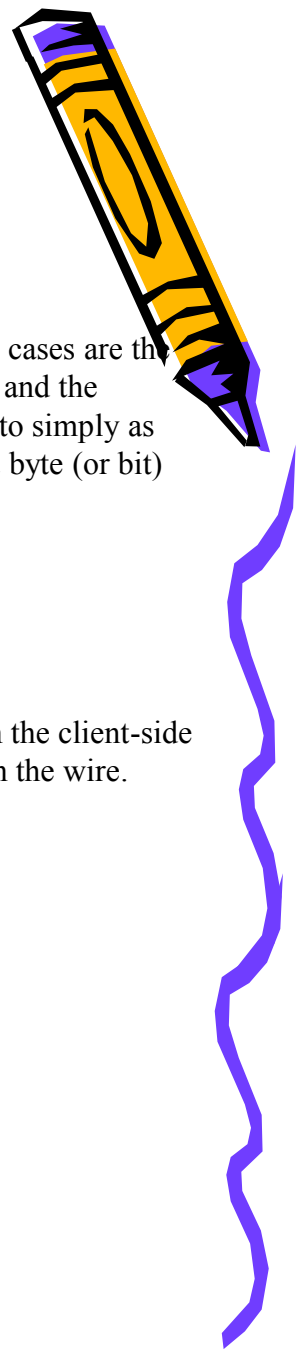 cases are the
and the
to simply as
byte (or bit)
the client-side
the wire.